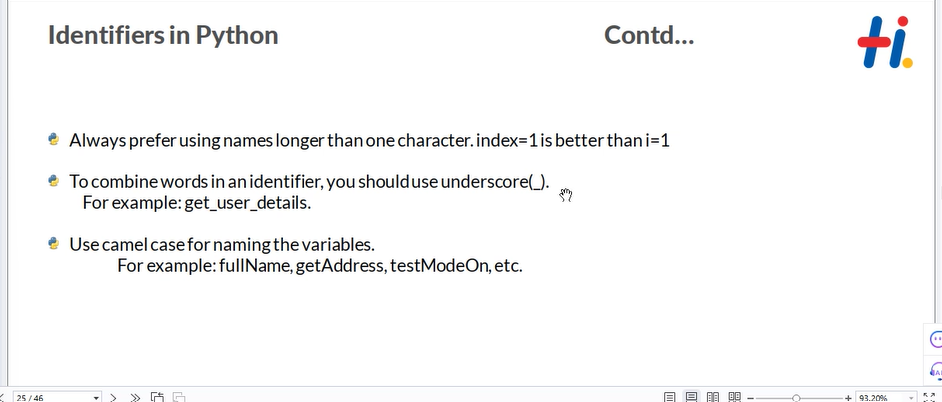 Identifiers in Python Contd...
Hi
Always prefer using names longer than one character. index=1 is better than i=1
To combine words in an identifier, you should use underscore(_).
For example: get_user_details.
Use camel case for naming the variables.
For example: fullName, getAddress, testModeOn, etc.
25 / 46
93.20%